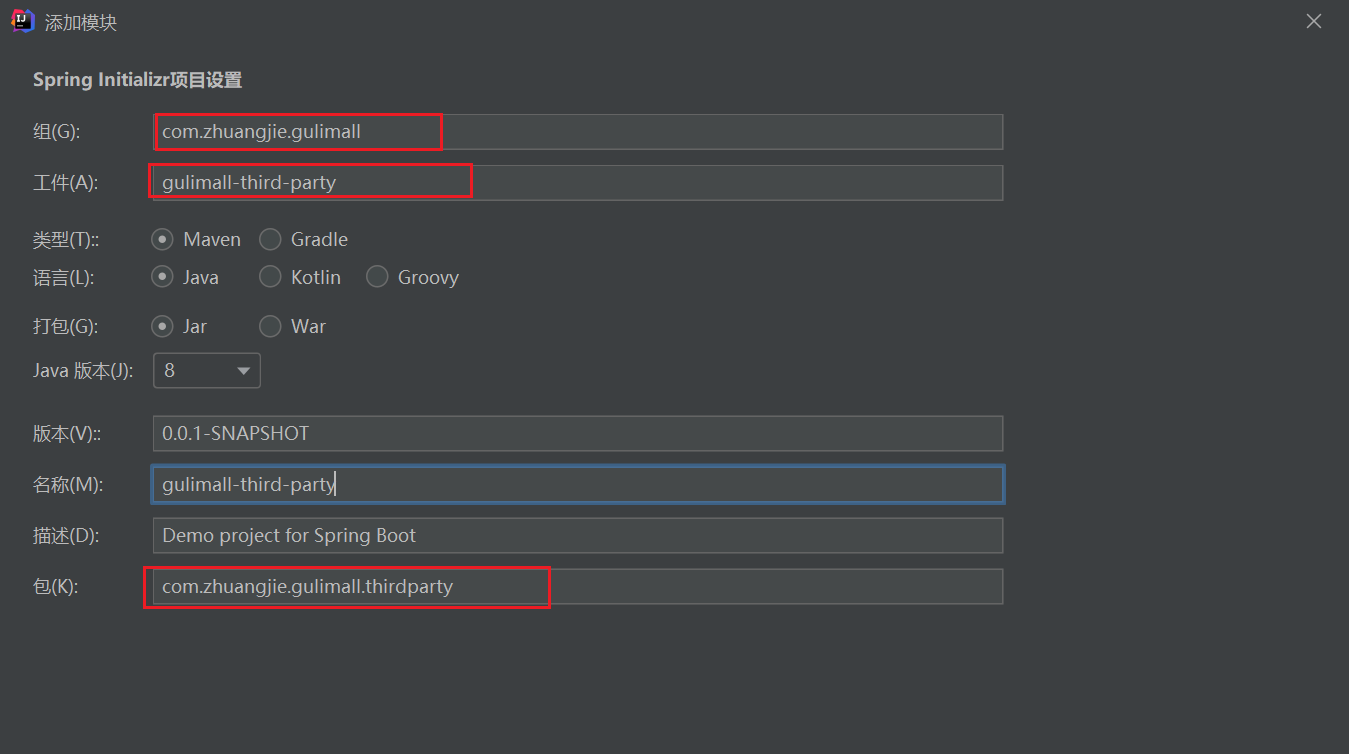 添加模块
Spring Initializr项目设置
组(G): com.zhuangjie.gulimall
工件(A): gulimall-third-party
类型(T):: Maven Gradle
语言(L): Java Kotlin Groovy
打包(G): Jar War
Java 版本(J): 8
版本(V):: 0.0.1-SNAPSHOT
名称(M): gulimall-third-party
描述(D): Demo project for Spring Boot
包(K): com.zhuangjie.gulimall.thirdparty